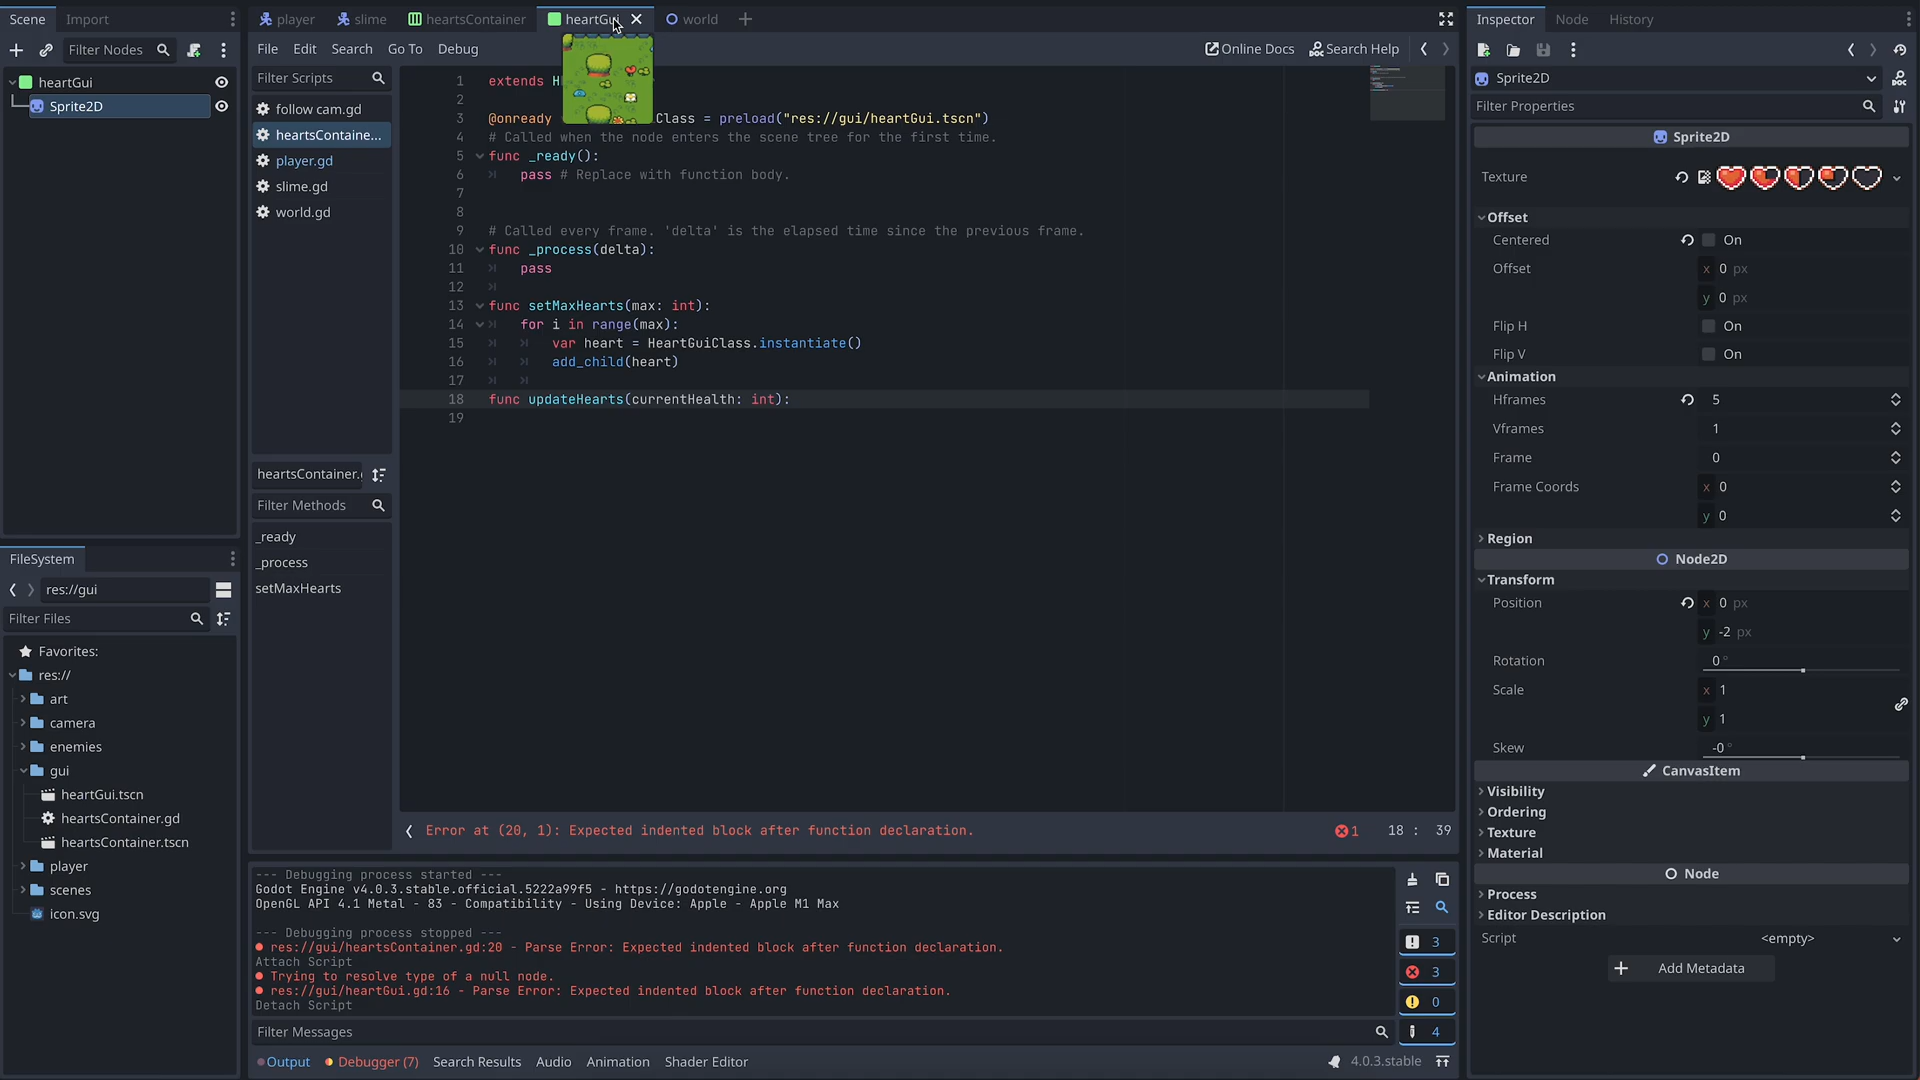 Scene Import
Filter Nodes
heartGui
Sprite2D
FileSystem
res://gui
Filter Files
Favorites:
res://
art
camera
enemies
gui
heartGui.tscn
heartsContainer.gd
heartsContainer.tscn
player
scenes
icon.svg
player slime heartsContainer heartGui world
File Edit Search Go To Debug Online Docs Search Help
Filter Scripts
follow cam.gd
heartsContaine...
player.gd
slime.gd
world.gd
heartsContainer.
Filter Methods
_ready
_process
setMaxHearts
1 extends H
2
3 @onready Class = preload("res://gui/heartGui.tscn")
4 # Called when the node enters the scene tree for the first time.
5 func _ready():
6 pass # Replace with function body.
7
8
9 # Called every frame. 'delta' is the elapsed time since the previous frame.
10 func _process(delta):
11 pass
12
13 func setMaxHearts(max: int):
14 for i in range(max):
15 var heart = HeartGuiClass.instantiate()
16 add_child(heart)
17
18 func updateHearts(currentHealth: int):
19
Error at (20, 1): Expected indented block after function declaration. 1 18 : 39
--- Debugging process started ---
Godot Engine v4.0.3.stable.official.5222a99f5 - https://godotengine.org
OpenGL API 4.1 Metal - 83 - Compatibility - Using Device: Apple - Apple M1 Max
--- Debugging process stopped ---
res://gui/heartsContainer.gd:20 - Parse Error: Expected indented block after function declaration.
Attach Script
Trying to resolve type of a null node.
res://gui/heartGui.gd:16 - Parse Error: Expected indented block after function declaration.
Detach Script
3
3
0
4
Filter Messages
Output Debugger (7) Search Results Audio Animation Shader Editor 4.0.3.stable
Inspector Node History
Sprite2D
Filter Properties
Sprite2D
Texture
Offset
Centered On
Offset x 0 px
y 0 px
Flip H On
Flip V On
Animation
Hframes 5
Vframes 1
Frame 0
Frame Coords x 0
y 0
Region
Node2D
Transform
Position x 0 px
y -2 px
Rotation 0 °
Scale x 1
y 1
Skew -0 °
CanvasItem
Visibility
Ordering
Texture
Material
Node
Process
Editor Description
Script <empty>
Add Metadata